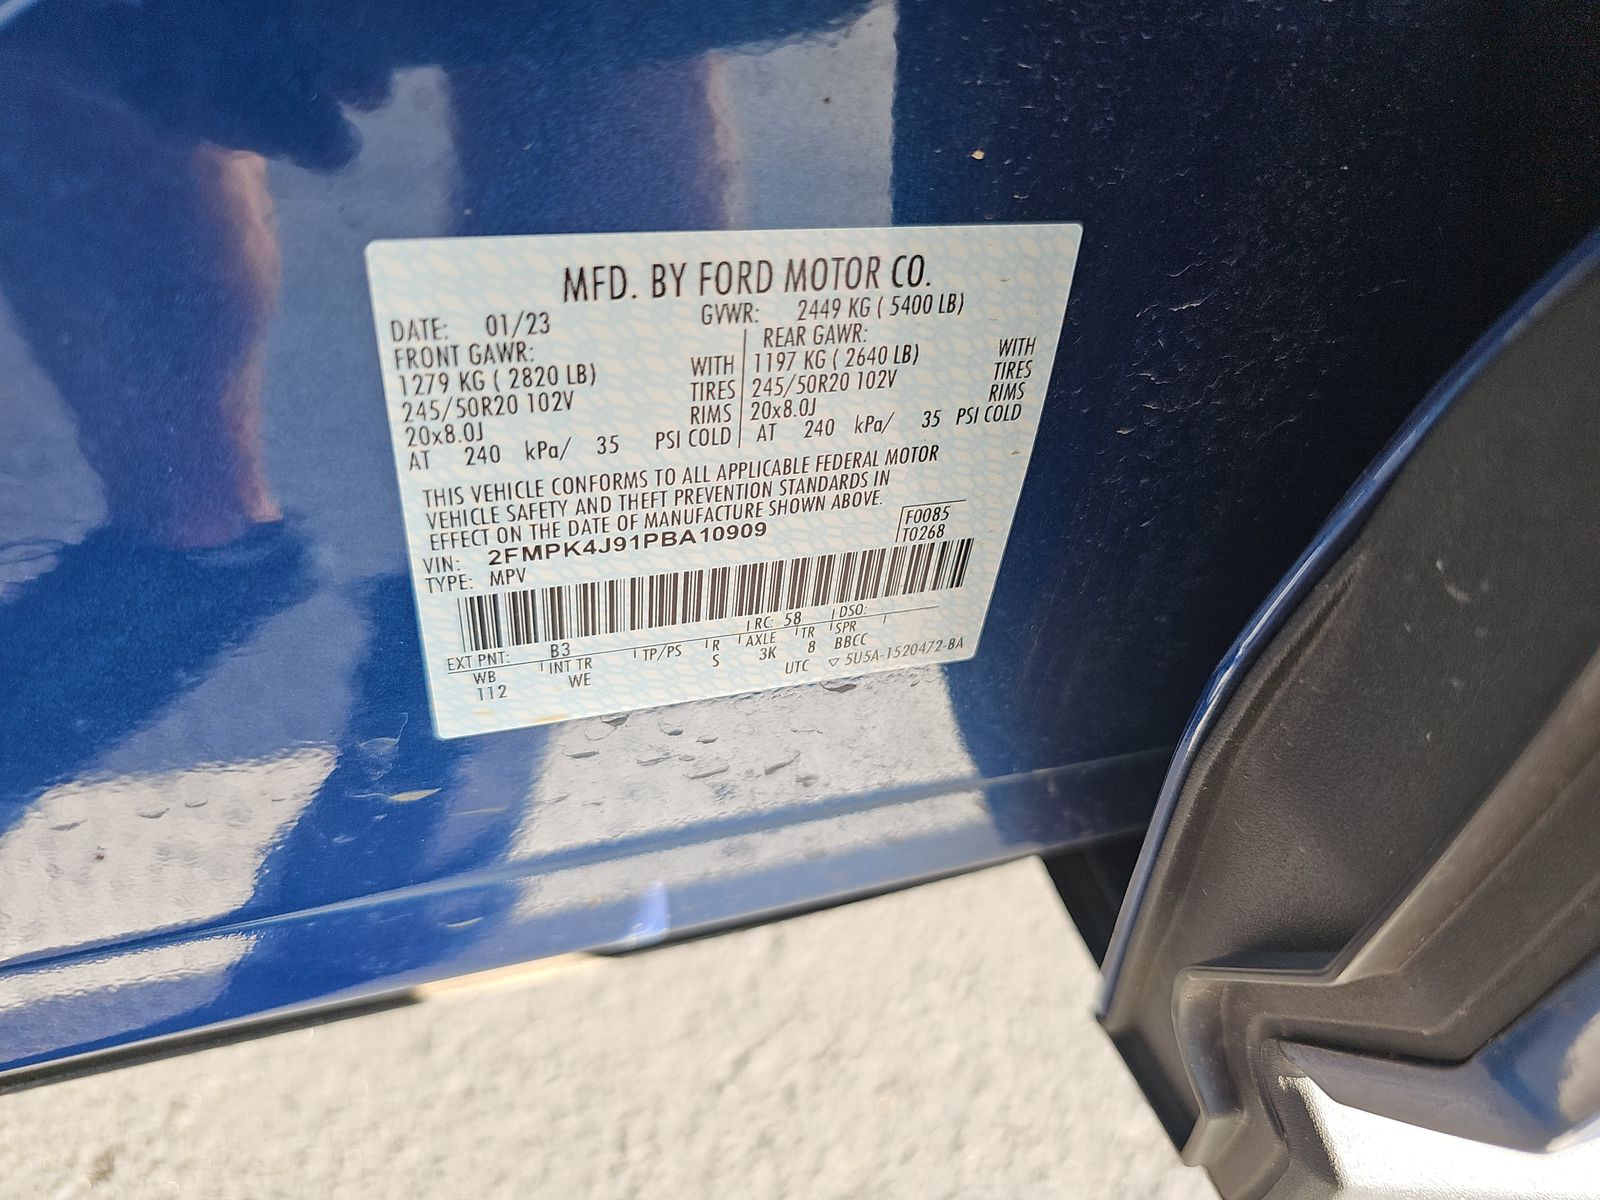 MFD. BY FORD MOTOR CO.
DATE: 01/23 GVWR: 2449 KG ( 5400 LB)
FRONT GAWR: REAR GAWR:
1279 KG ( 2820 LB) WITH 1197 KG ( 2640 LB) WITH
245/50R20 102V TIRES 245/50R20 102V TIRES
20x8.0J RIMS 20x8.0J RIMS
AT 240 kPa/ 35 PSI COLD AT 240 kPa/ 35 PSI COLD
THIS VEHICLE CONFORMS TO ALL APPLICABLE FEDERAL MOTOR
VEHICLE SAFETY AND THEFT PREVENTION STANDARDS IN
EFFECT ON THE DATE OF MANUFACTURE SHOWN ABOVE.
VIN: 2FMPK4J91PBA10909 F0085
TYPE: MPV T0268
EXT PNT: B3 RC: 58 DSO:
WB INT TR TP/PS R AXLE TR SPR
112 WE S 3K 8 BBCC
UTC ▽ 5U5A-1520472-BA